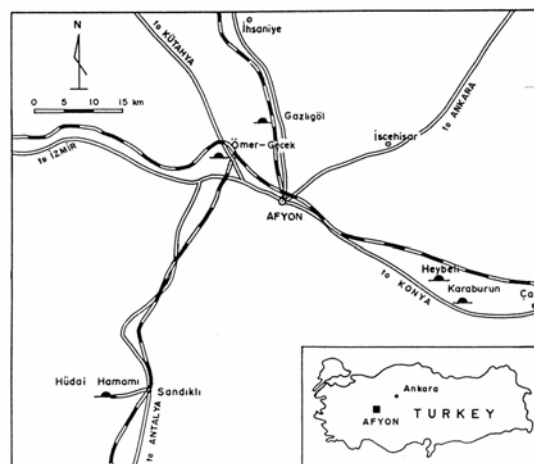 N
0 5 10 15 km
to KÜTAHYA
İhsaniye
to ANKARA
Gazlıgöl
İscehisar
to İZMİR
Ömer-Gecek
AFYON
Heybeli
Karaburun
to KONYA
Hüdai Hamamı
Sandıklı
to ANTALYA
Ankara
AFYON
TURKEY